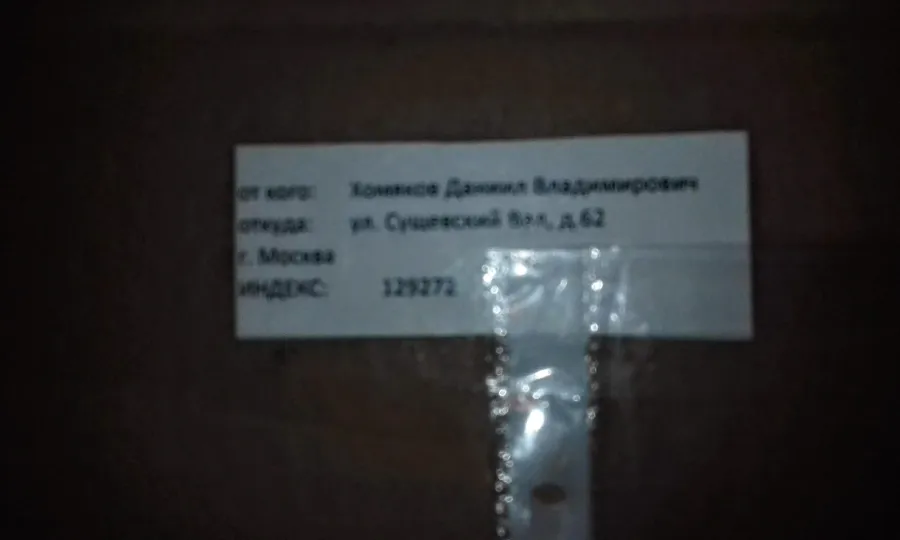 от кого: Хомяков Даниил Владимирович
откуда: ул. Сущевский Вал, д.62
г. Москва
ИНДЕКС: 129272